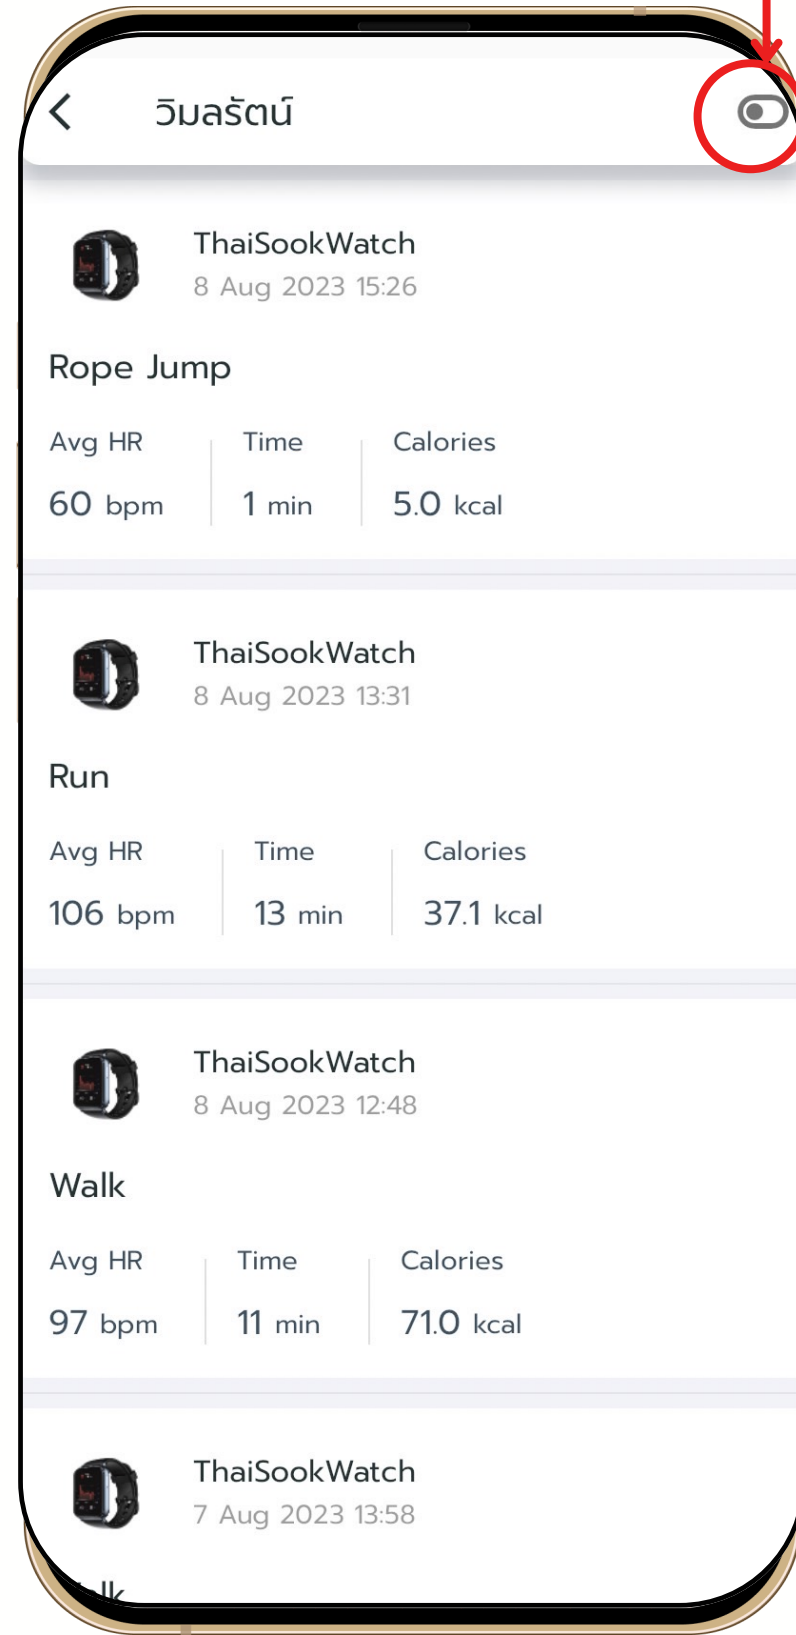 วิมลรัตน์
ThaiSookWatch
8 Aug 2023 15:26
Rope Jump
Avg HR Time Calories
60 bpm 1 min 5.0 kcal
ThaiSookWatch
8 Aug 2023 13:31
Run
Avg HR Time Calories
106 bpm 13 min 37.1 kcal
ThaiSookWatch
8 Aug 2023 12:48
Walk
Avg HR Time Calories
97 bpm 11 min 71.0 kcal
ThaiSookWatch
7 Aug 2023 13:58